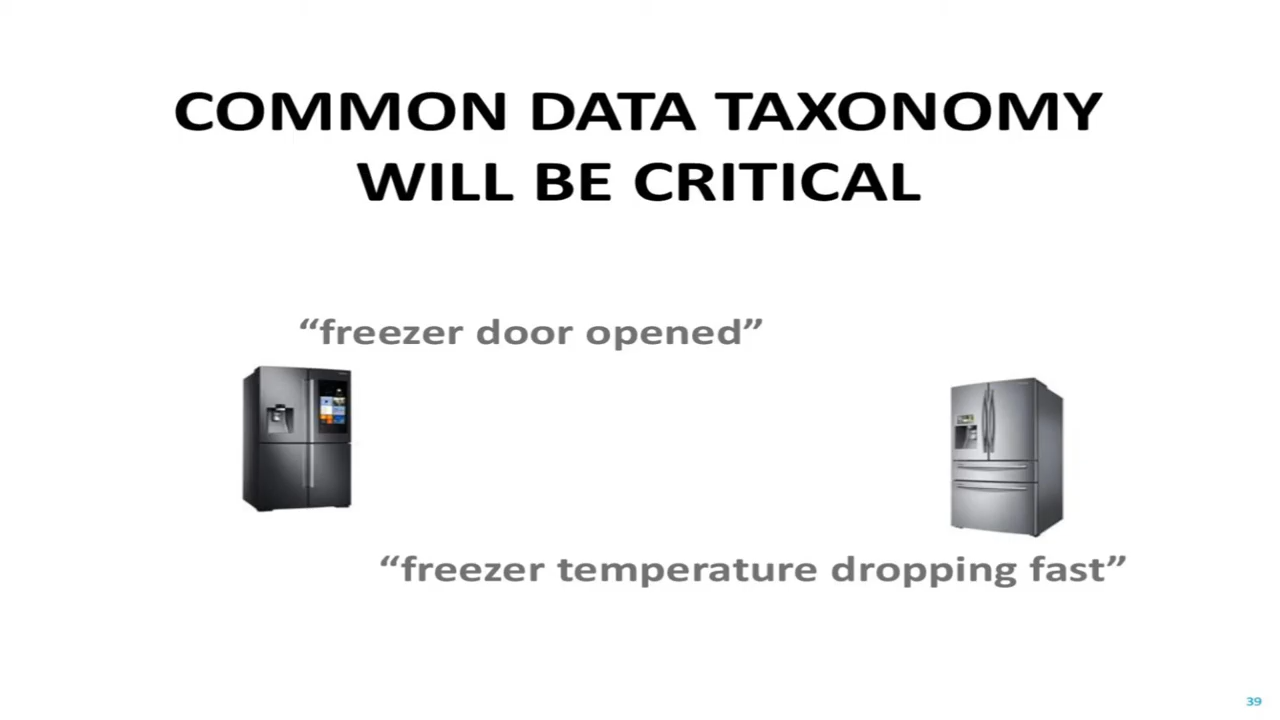 COMMON DATA TAXONOMY
WILL BE CRITICAL
“freezer door opened”
“freezer temperature dropping fast”
39